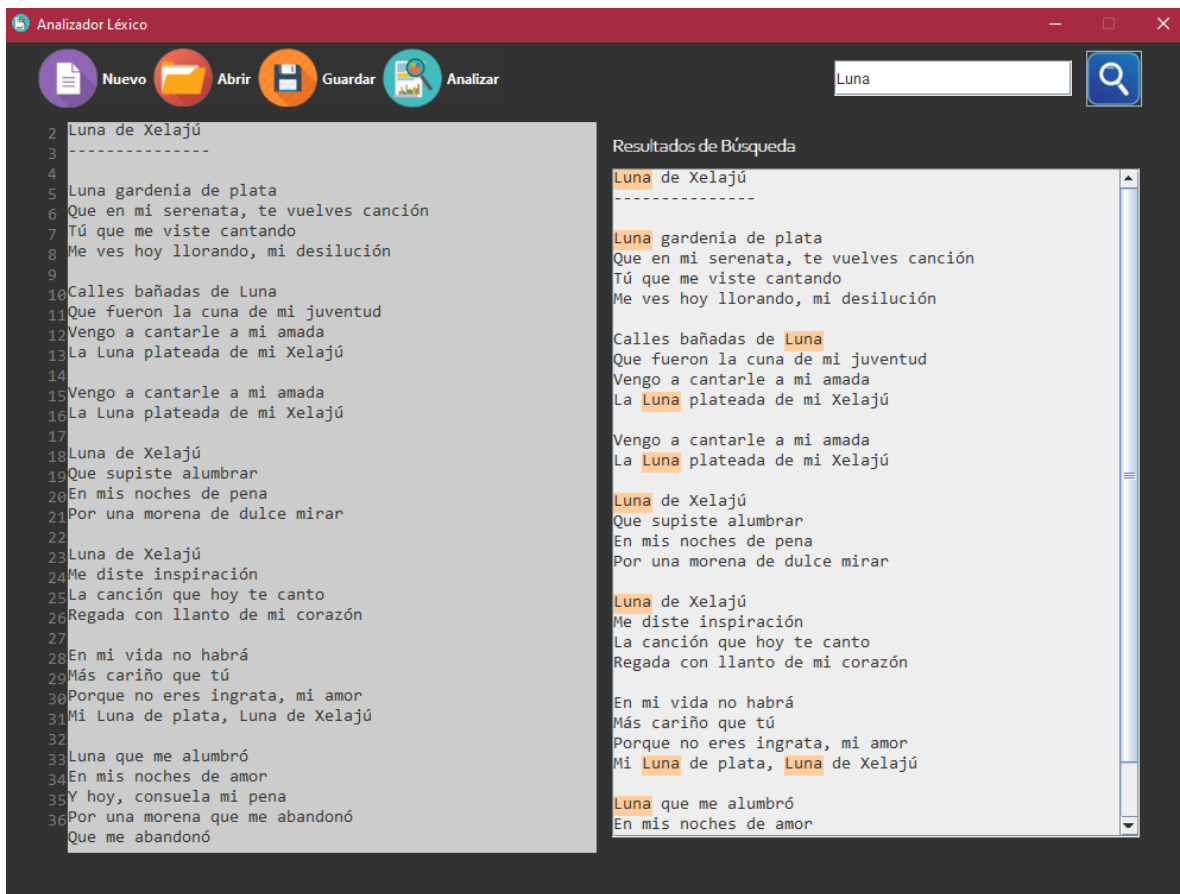 Analizador Léxico
Nuevo Abrir Guardar Analizar Luna
2 Luna de Xelajú
3 ---------------
4
5 Luna gardenia de plata
6 Que en mi serenata, te vuelves canción
7 Tú que me viste cantando
8 Me ves hoy llorando, mi desilución
9
10 Calles bañadas de Luna
11 Que fueron la cuna de mi juventud
12 Vengo a cantarle a mi amada
13 La Luna plateada de mi Xelajú
14
15 Vengo a cantarle a mi amada
16 La Luna plateada de mi Xelajú
17
18 Luna de Xelajú
19 Que supiste alumbrar
20 En mis noches de pena
21 Por una morena de dulce mirar
22
23 Luna de Xelajú
24 Me diste inspiración
25 La canción que hoy te canto
26 Regada con llanto de mi corazón
27
28 En mi vida no habrá
29 Más cariño que tú
30 Porque no eres ingrata, mi amor
31 Mi Luna de plata, Luna de Xelajú
32
33 Luna que me alumbró
34 En mis noches de amor
35 Y hoy, consuela mi pena
36 Por una morena que me abandonó
Que me abandonó
Resultados de Búsqueda
Luna de Xelajú
---------------
Luna gardenia de plata
Que en mi serenata, te vuelves canción
Tú que me viste cantando
Me ves hoy llorando, mi desilución
Calles bañadas de Luna
Que fueron la cuna de mi juventud
Vengo a cantarle a mi amada
La Luna plateada de mi Xelajú
Vengo a cantarle a mi amada
La Luna plateada de mi Xelajú
Luna de Xelajú
Que supiste alumbrar
En mis noches de pena
Por una morena de dulce mirar
Luna de Xelajú
Me diste inspiración
La canción que hoy te canto
Regada con llanto de mi corazón
En mi vida no habrá
Más cariño que tú
Porque no eres ingrata, mi amor
Mi Luna de plata, Luna de Xelajú
Luna que me alumbró
En mis noches de amor